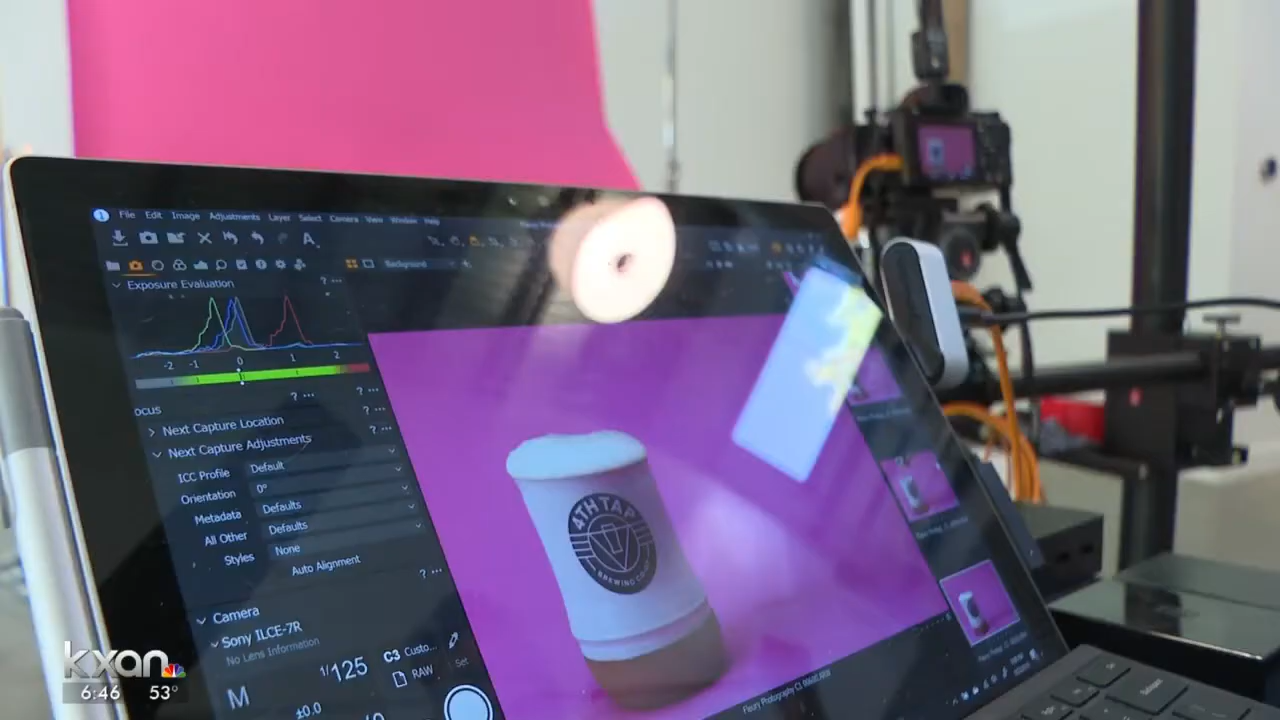 File Edit Image Adjustments Layer Select Camera View Window Help
Background
Exposure Evaluation
-2 -1 0 1 2
ocus
Next Capture Location
Next Capture Adjustments
ICC Profile Default
Orientation 0°
Metadata Defaults
All Other Defaults
Styles None
Auto Alignment
Camera
Sony ILCE-7R
No Lens Information
M 1/125 C3 Custo... Set
RAW
±0.0
4TH TAP
BREWING CO-OP
kxan
6:46 53°